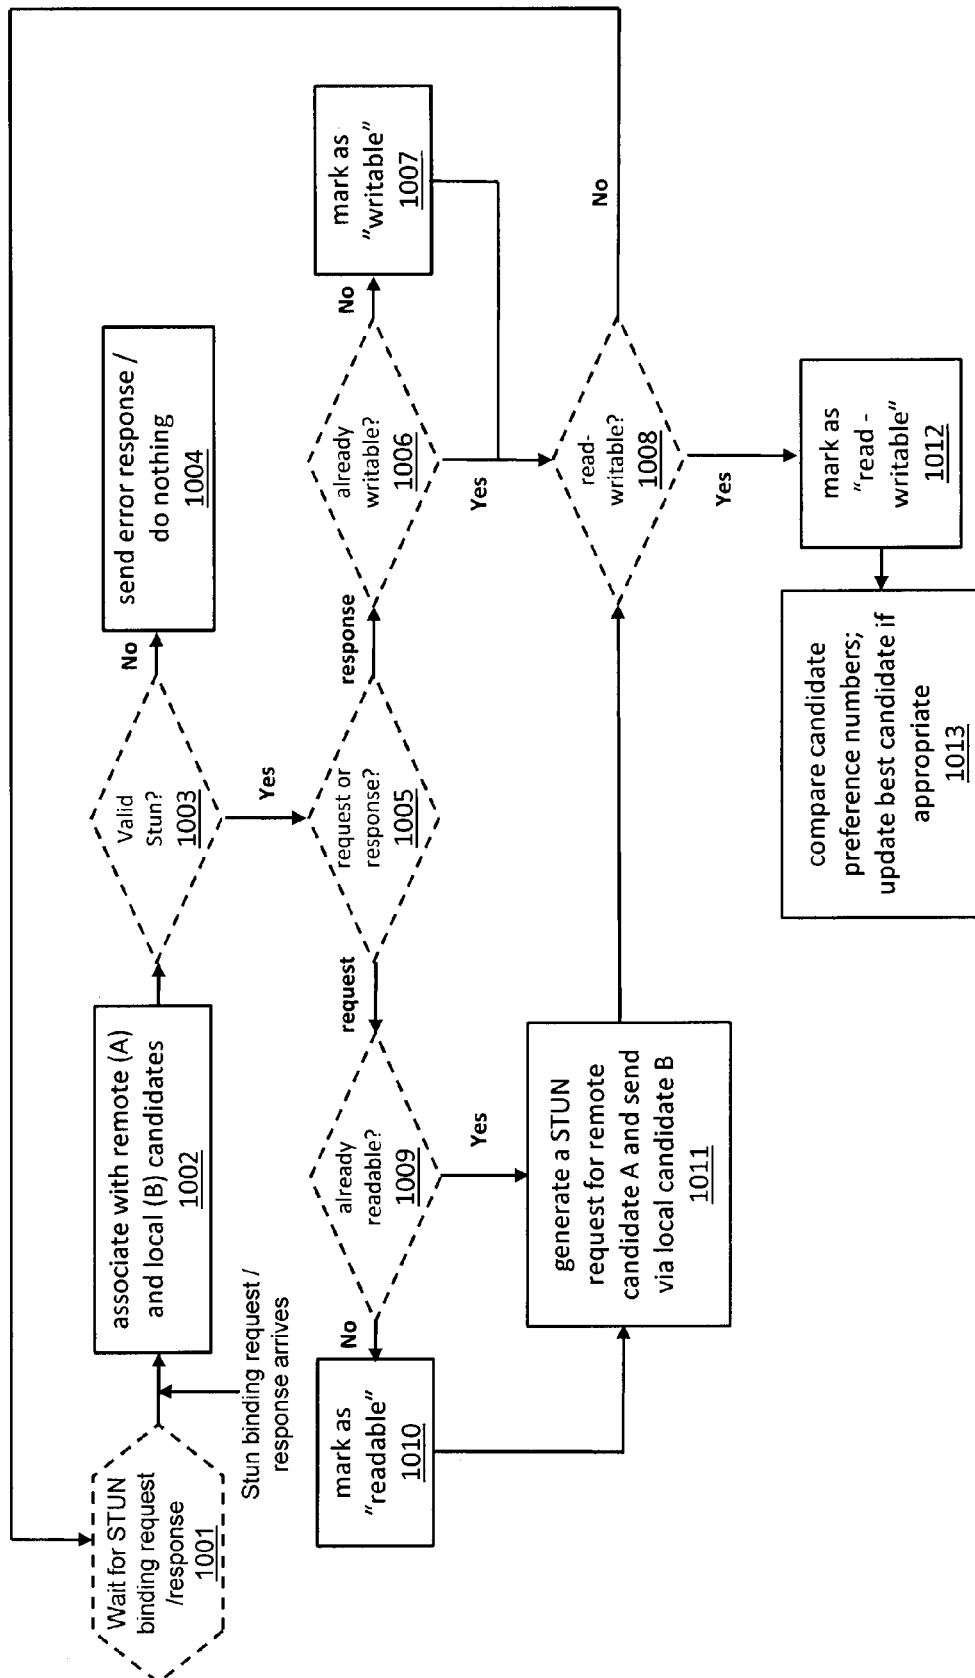 Wait for STUN
binding request
/response
1001
Stun binding request /
response arrives
associate with remote (A)
and local (B) candidates
1002
Valid
Stun?
1003
No
send error response /
do nothing
1004
Yes
request or
response?
1005
response
already
writable?
1006
No
mark as
"writable"
1007
Yes
request
already
readable?
1009
No
mark as
"readable"
1010
Yes
generate a STUN
request for remote
candidate A and send
via local candidate B
1011
read-
writable?
1008
No
Yes
mark as
"read -
writable"
1012
compare candidate
preference numbers;
update best candidate if
appropriate
1013